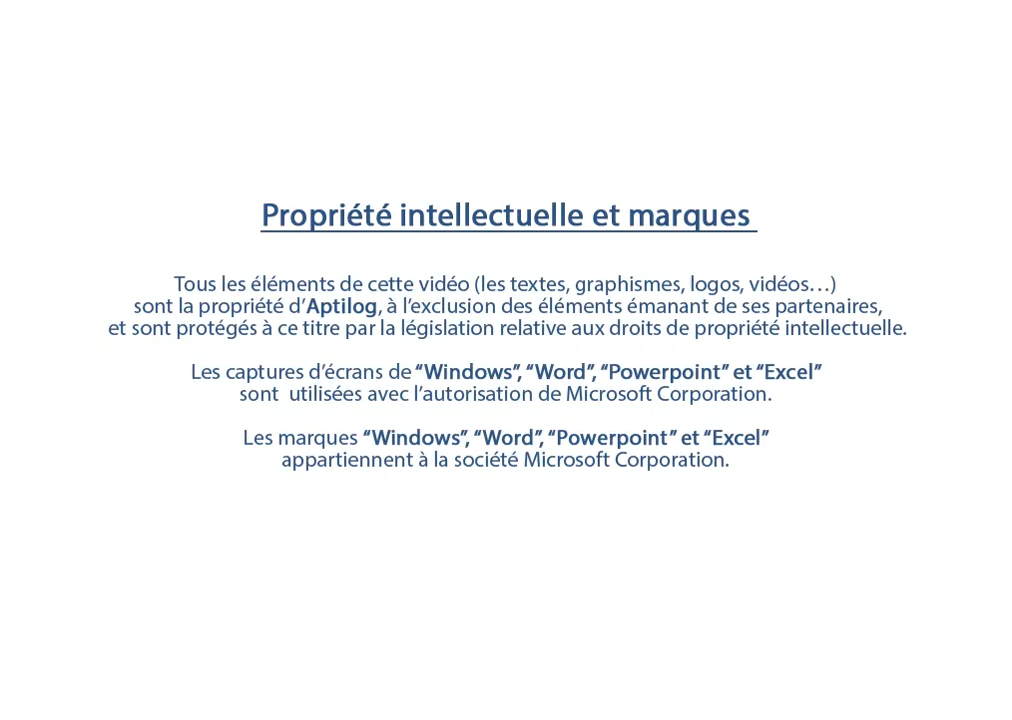 Propriété intellectuelle et marques
Tous les éléments de cette vidéo (les textes, graphismes, logos, vidéos…)
sont la propriété d’Aptilog, à l’exclusion des éléments émanant de ses partenaires,
et sont protégés à ce titre par la législation relative aux droits de propriété intellectuelle.
Les captures d’écrans de “Windows”, “Word”, “Powerpoint” et “Excel”
sont  utilisées avec l’autorisation de Microsoft Corporation.
Les marques “Windows”, “Word”, “Powerpoint” et “Excel”
appartiennent à la société Microsoft Corporation.